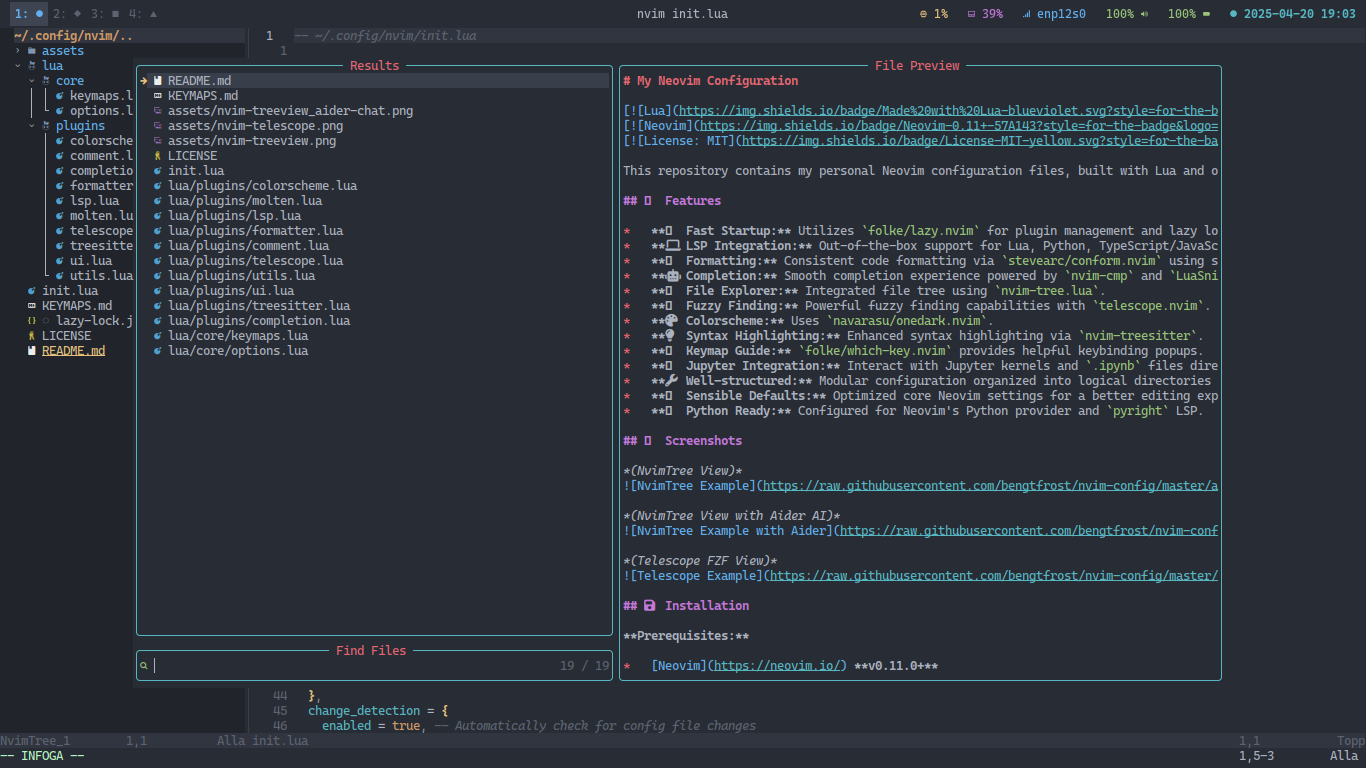 1: 2: 3: 4: nvim init.lua 1% 39% enp12s0 100% 100% 2025-04-20 19:03
~/.config/nvim/..
assets
lua
core
keymaps.l
options.l
plugins
colorsche
comment.l
completio
formatter
lsp.lua
molten.lu
telescope
treesitte
ui.lua
utils.lua
init.lua
KEYMAPS.md
{} lazy-lock.j
LICENSE
README.md
1 -- ~/.config/nvim/init.lua
1
Results
README.md
KEYMAPS.md
assets/nvim-treeview_aider-chat.png
assets/nvim-telescope.png
assets/nvim-treeview.png
LICENSE
init.lua
lua/plugins/colorscheme.lua
lua/plugins/molten.lua
lua/plugins/lsp.lua
lua/plugins/formatter.lua
lua/plugins/comment.lua
lua/plugins/telescope.lua
lua/plugins/utils.lua
lua/plugins/ui.lua
lua/plugins/treesitter.lua
lua/plugins/completion.lua
lua/core/keymaps.lua
lua/core/options.lua
Find Files
19 / 19
File Preview
# My Neovim Configuration
[![Lua](https://img.shields.io/badge/Made%20with%20Lua-blueviolet.svg?style=for-the-b
[![Neovim](https://img.shields.io/badge/Neovim-0.11+-57A143?style=for-the-badge&logo=
[![License: MIT](https://img.shields.io/badge/License-MIT-yellow.svg?style=for-the-ba
This repository contains my personal Neovim configuration files, built with Lua and o
## Features
* ** Fast Startup:** Utilizes `folke/lazy.nvim` for plugin management and lazy lo
* ** LSP Integration:** Out-of-the-box support for Lua, Python, TypeScript/JavaSc
* ** Formatting:** Consistent code formatting via `stevearc/conform.nvim` using s
* ** Completion:** Smooth completion experience powered by `nvim-cmp` and `LuaSni
* ** File Explorer:** Integrated file tree using `nvim-tree.lua`.
* ** Fuzzy Finding:** Powerful fuzzy finding capabilities with `telescope.nvim`.
* ** Colorscheme:** Uses `navarasu/onedark.nvim`.
* ** Syntax Highlighting:** Enhanced syntax highlighting via `nvim-treesitter`.
* ** Keymap Guide:** `folke/which-key.nvim` provides helpful keybinding popups.
* ** Jupyter Integration:** Interact with Jupyter kernels and `.ipynb` files dire
* ** Well-structured:** Modular configuration organized into logical directories
* ** Sensible Defaults:** Optimized core Neovim settings for a better editing exp
* ** Python Ready:** Configured for Neovim's Python provider and `pyright` LSP.
## Screenshots
*(NvimTree View)*
![NvimTree Example](https://raw.githubusercontent.com/bengtfrost/nvim-config/master/a
*(NvimTree View with Aider AI)*
![NvimTree Example with Aider](https://raw.githubusercontent.com/bengtfrost/nvim-conf
*(Telescope FZF View)*
![Telescope Example](https://raw.githubusercontent.com/bengtfrost/nvim-config/master/
## Installation
**Prerequisites:**
* [Neovim](https://neovim.io/) **v0.11.0+**
44 },
45 change_detection = {
46 enabled = true, -- Automatically check for config file changes
NvimTree_1 1,1 Alla init.lua 1,1 Topp
-- INFOGA -- 1,5-3 Alla